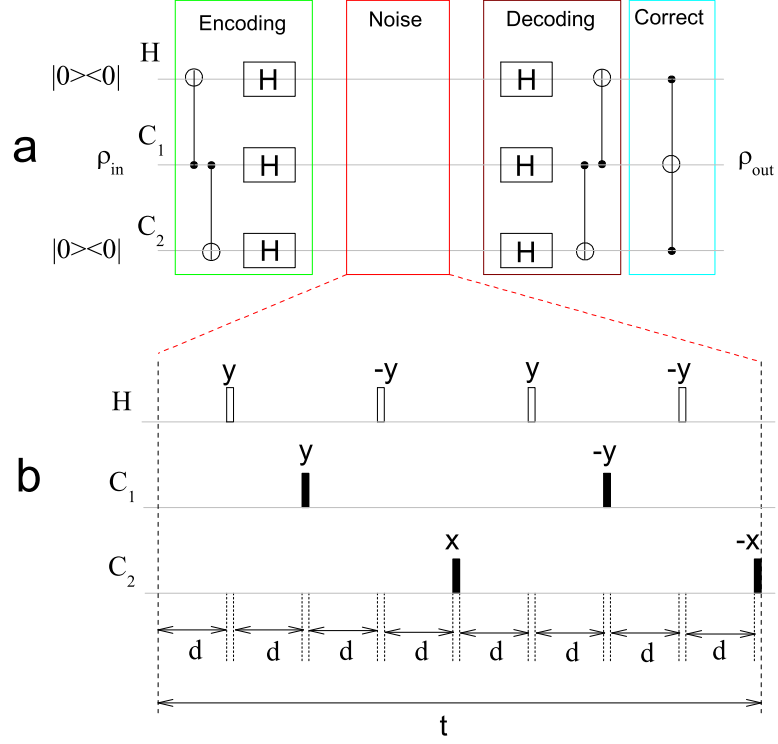 Encoding Noise Decoding Correct
H
|0><0| H H
a C1
ρin H H ρout
C2
|0><0| H H
y -y y -y
H
y -y
b C1
x -x
C2
d d d d d d d d
t